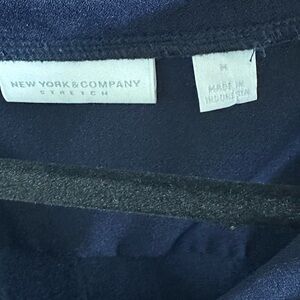 NEW YORK & COMPANY
STRETCH
M
MADE IN
INDONESIA